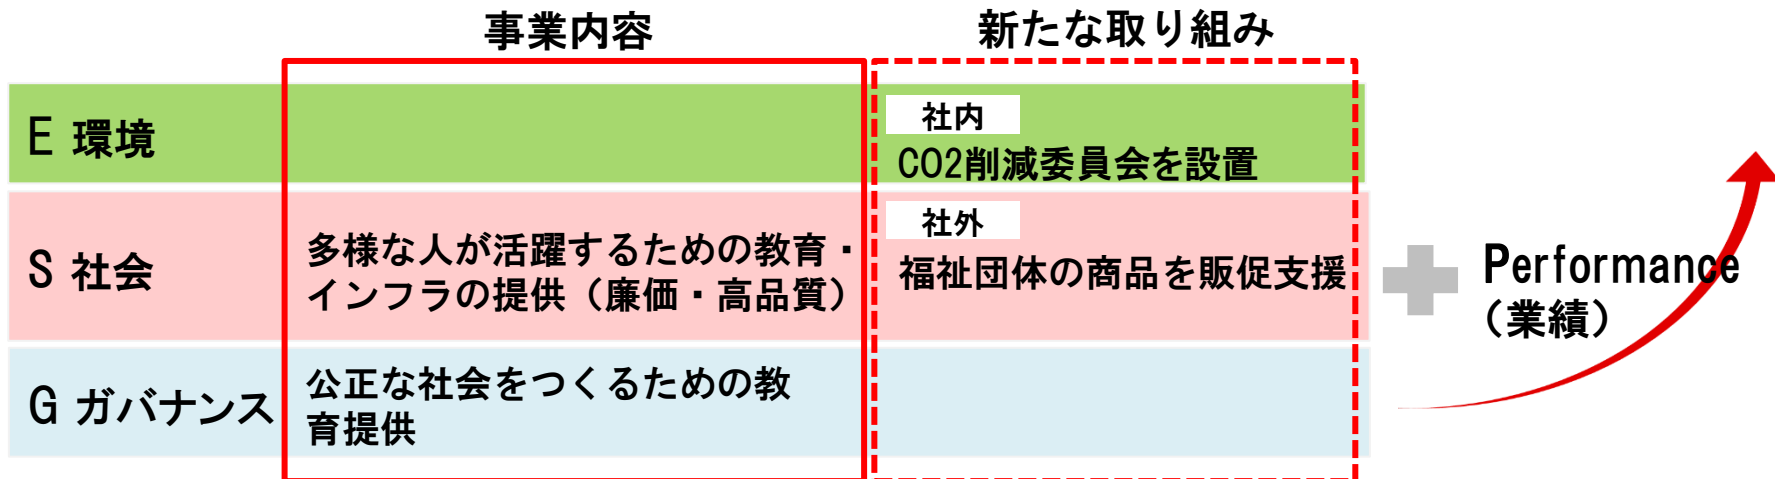 事業内容
新たな取り組み
E 環境
社内
CO2削減委員会を設置
S 社会
多様な人が活躍するための教育・
インフラの提供（廉価・高品質）
社外
福祉団体の商品を販促支援
G ガバナンス
公正な社会をつくるための教
育提供
Performance
（業績）